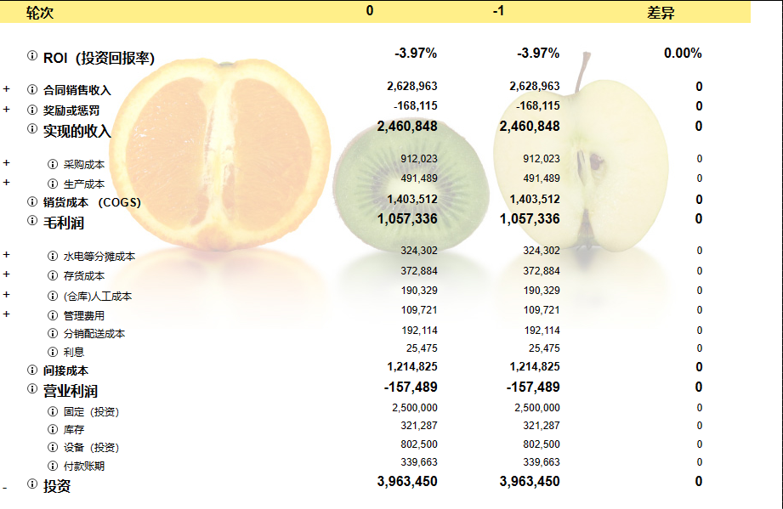 轮次 0 -1 差异
ROI（投资回报率） -3.97% -3.97% 0.00%
+ 合同销售收入 2,628,963 2,628,963 0
+ 奖励或惩罚 -168,115 -168,115 0
实现的收入 2,460,848 2,460,848 0
+ 采购成本 912,023 912,023 0
+ 生产成本 491,489 491,489 0
销货成本 （COGS） 1,403,512 1,403,512 0
毛利润 1,057,336 1,057,336 0
+ 水电等分摊成本 324,302 324,302 0
+ 存货成本 372,884 372,884 0
+ (仓库)人工成本 190,329 190,329 0
+ 管理费用 109,721 109,721 0
分销配送成本 192,114 192,114 0
利息 25,475 25,475 0
间接成本 1,214,825 1,214,825 0
营业利润 -157,489 -157,489 0
固定（投资） 2,500,000 2,500,000 0
库存 321,287 321,287 0
设备（投资） 802,500 802,500 0
付款账期 339,663 339,663 0
- 投资 3,963,450 3,963,450 0